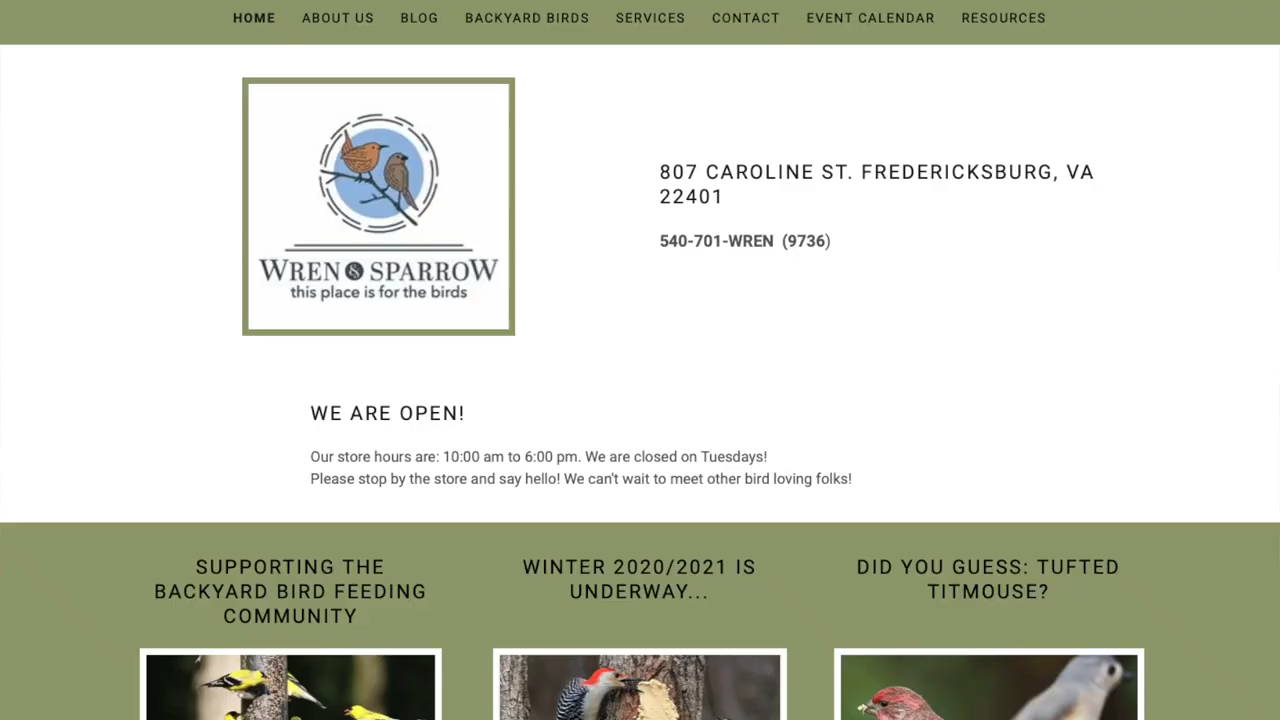 HOME ABOUT US BLOG BACKYARD BIRDS SERVICES CONTACT EVENT CALENDAR RESOURCES
WREN & SPARROW
this place is for the birds
807 CAROLINE ST. FREDERICKSBURG, VA
22401
540-701-WREN (9736)
WE ARE OPEN!
Our store hours are: 10:00 am to 6:00 pm. We are closed on Tuesdays!
Please stop by the store and say hello! We can't wait to meet other bird loving folks!
SUPPORTING THE
BACKYARD BIRD FEEDING
COMMUNITY
WINTER 2020/2021 IS
UNDERWAY...
DID YOU GUESS: TUFTED
TITMOUSE?